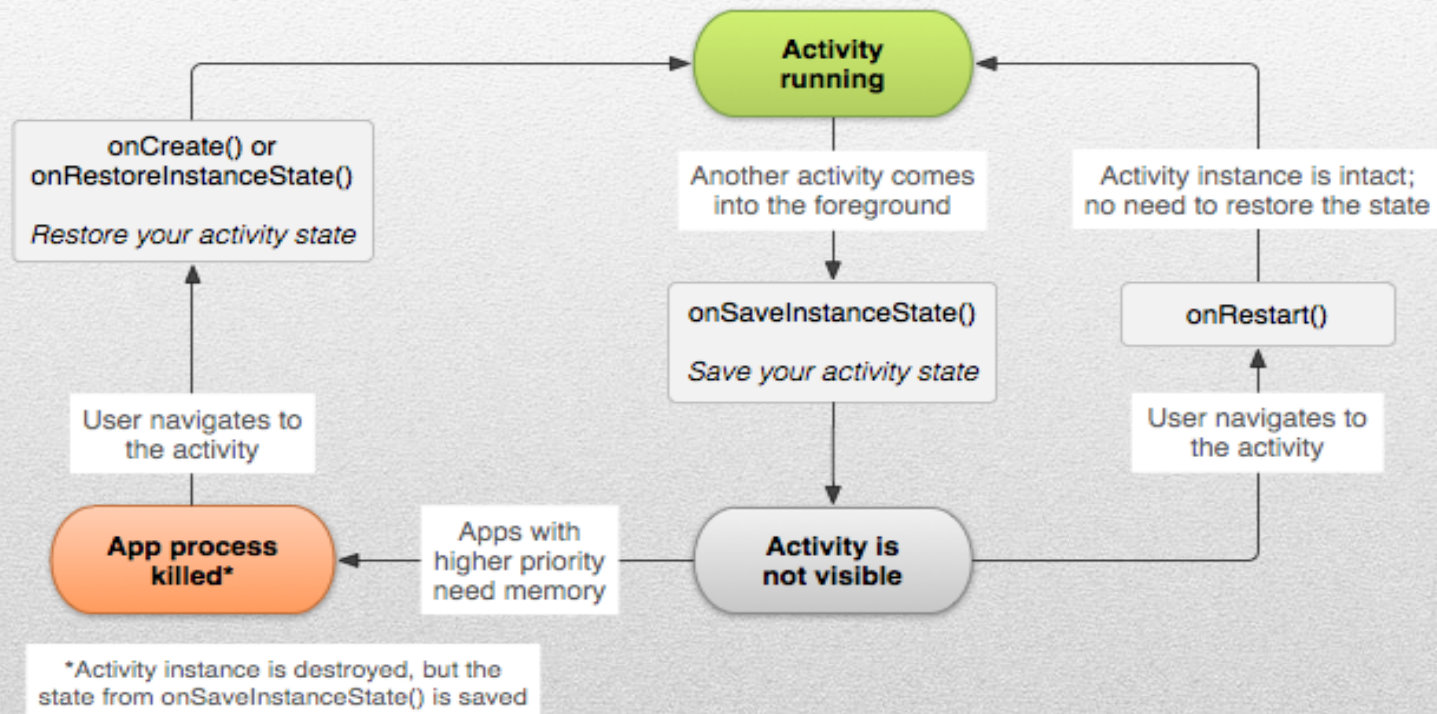 Activity
running
onCreate() or
onRestoreInstanceState()
Restore your activity state
Another activity comes
into the foreground
Activity instance is intact;
no need to restore the state
onSaveInstanceState()
Save your activity state
onRestart()
User navigates to
the activity
User navigates to
the activity
App process
killed*
Apps with
higher priority
need memory
Activity is
not visible
*Activity instance is destroyed, but the
state from onSaveInstanceState() is saved